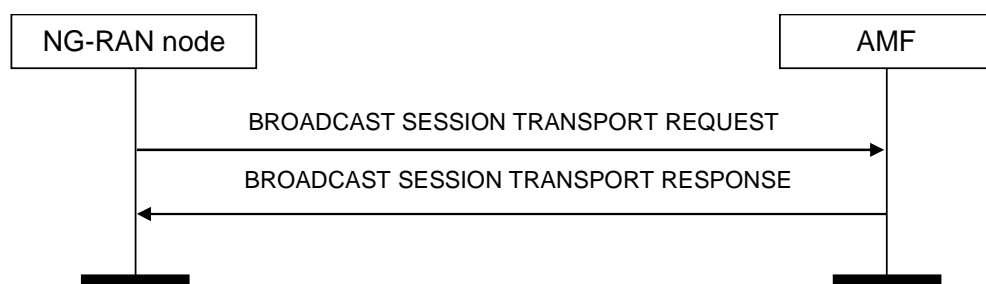 NG-RAN node
AMF
BROADCAST SESSION TRANSPORT REQUEST
BROADCAST SESSION TRANSPORT RESPONSE